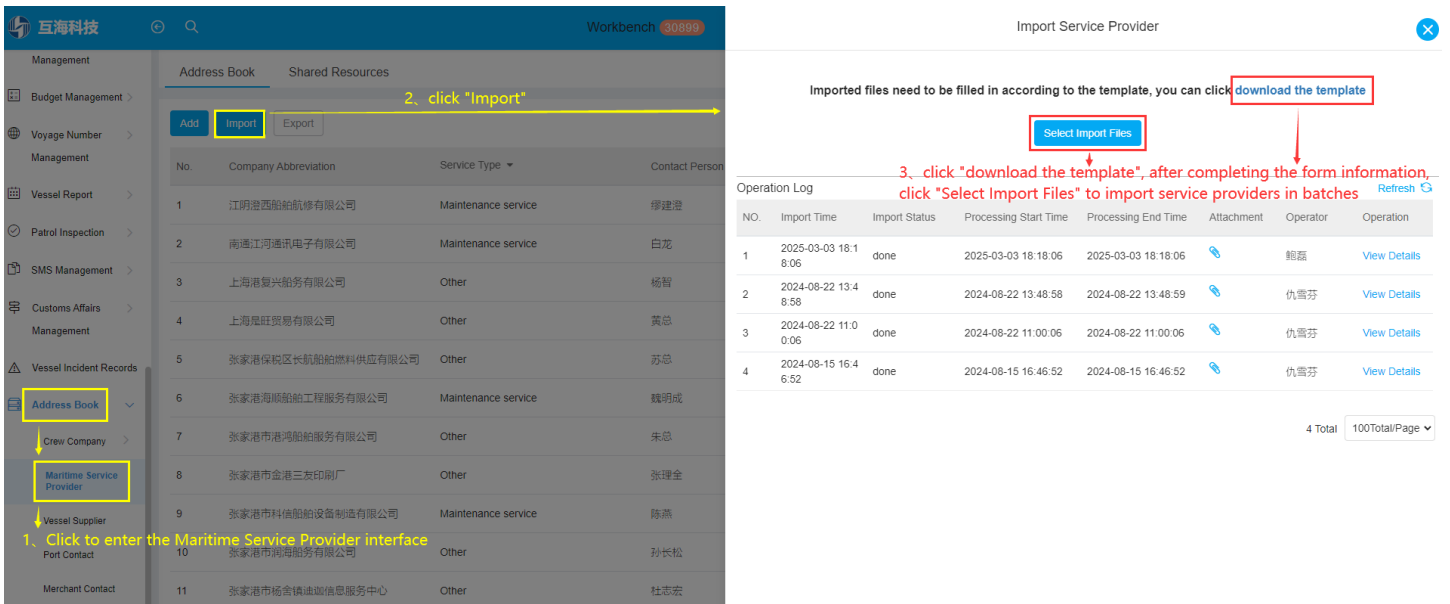 互海科技
Workbench 30899
Management
Budget Management
Voyage Number
Management
Vessel Report
Patrol Inspection
SMS Management
Customs Affairs
Management
Vessel Incident Records
Address Book
Crew Company
Maritime Service
Provider
Vessel Supplier
Port Contact
Merchant Contact
1、Click to enter the Maritime Service Provider interface
Address Book Shared Resources
2、click "Import"
Add Import Export
No. Company Abbreviation Service Type Contact Person
1 江阴澄西船舶航修有限公司 Maintenance service 缪建澄
2 南通江河通讯电子有限公司 Maintenance service 白龙
3 上海港复兴船务有限公司 Other 杨智
4 上海是旺贸易有限公司 Other 黄总
5 张家港保税区长航船舶燃料供应有限公司 Other 苏总
6 张家港海顺船舶工程服务有限公司 Maintenance service 魏明成
7 张家港市港鸿船舶服务有限公司 Other 朱总
8 张家港市金港三友印刷厂 Other 张理全
9 张家港市科信船舶设备制造有限公司 Maintenance service 陈燕
10 张家港市润海船务有限公司 Other 孙长松
11 张家港市杨舍镇迪迦信息服务中心 Other 杜志宏
Import Service Provider
Imported files need to be filled in according to the template, you can click download the template
Select Import Files
3、click "download the template", after completing the form information,
click "Select Import Files" to import service providers in batches
Operation Log Refresh
NO. Import Time Import Status Processing Start Time Processing End Time Attachment Operator Operation
1 2025-03-03 18:1
8:06 done 2025-03-03 18:18:06 2025-03-03 18:18:06 鲍磊 View Details
2 2024-08-22 13:4
8:58 done 2024-08-22 13:48:58 2024-08-22 13:48:59 仇雪芬 View Details
3 2024-08-22 11:0
0:06 done 2024-08-22 11:00:06 2024-08-22 11:00:06 仇雪芬 View Details
4 2024-08-15 16:4
6:52 done 2024-08-15 16:46:52 2024-08-15 16:46:52 仇雪芬 View Details
4 Total 100Total/Page